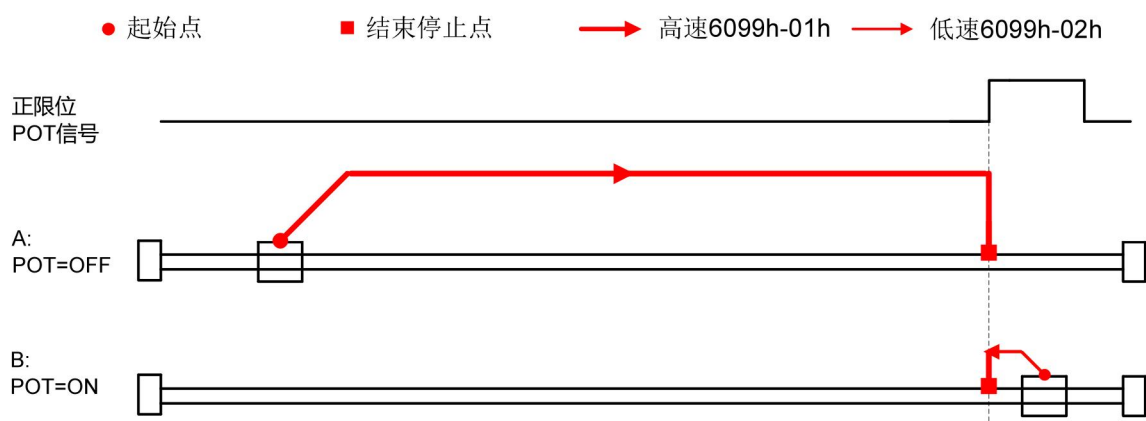 起始点 结束停止点 高速6099h-01h 低速6099h-02h
正限位
POT信号
A:
POT=OFF
B:
POT=ON